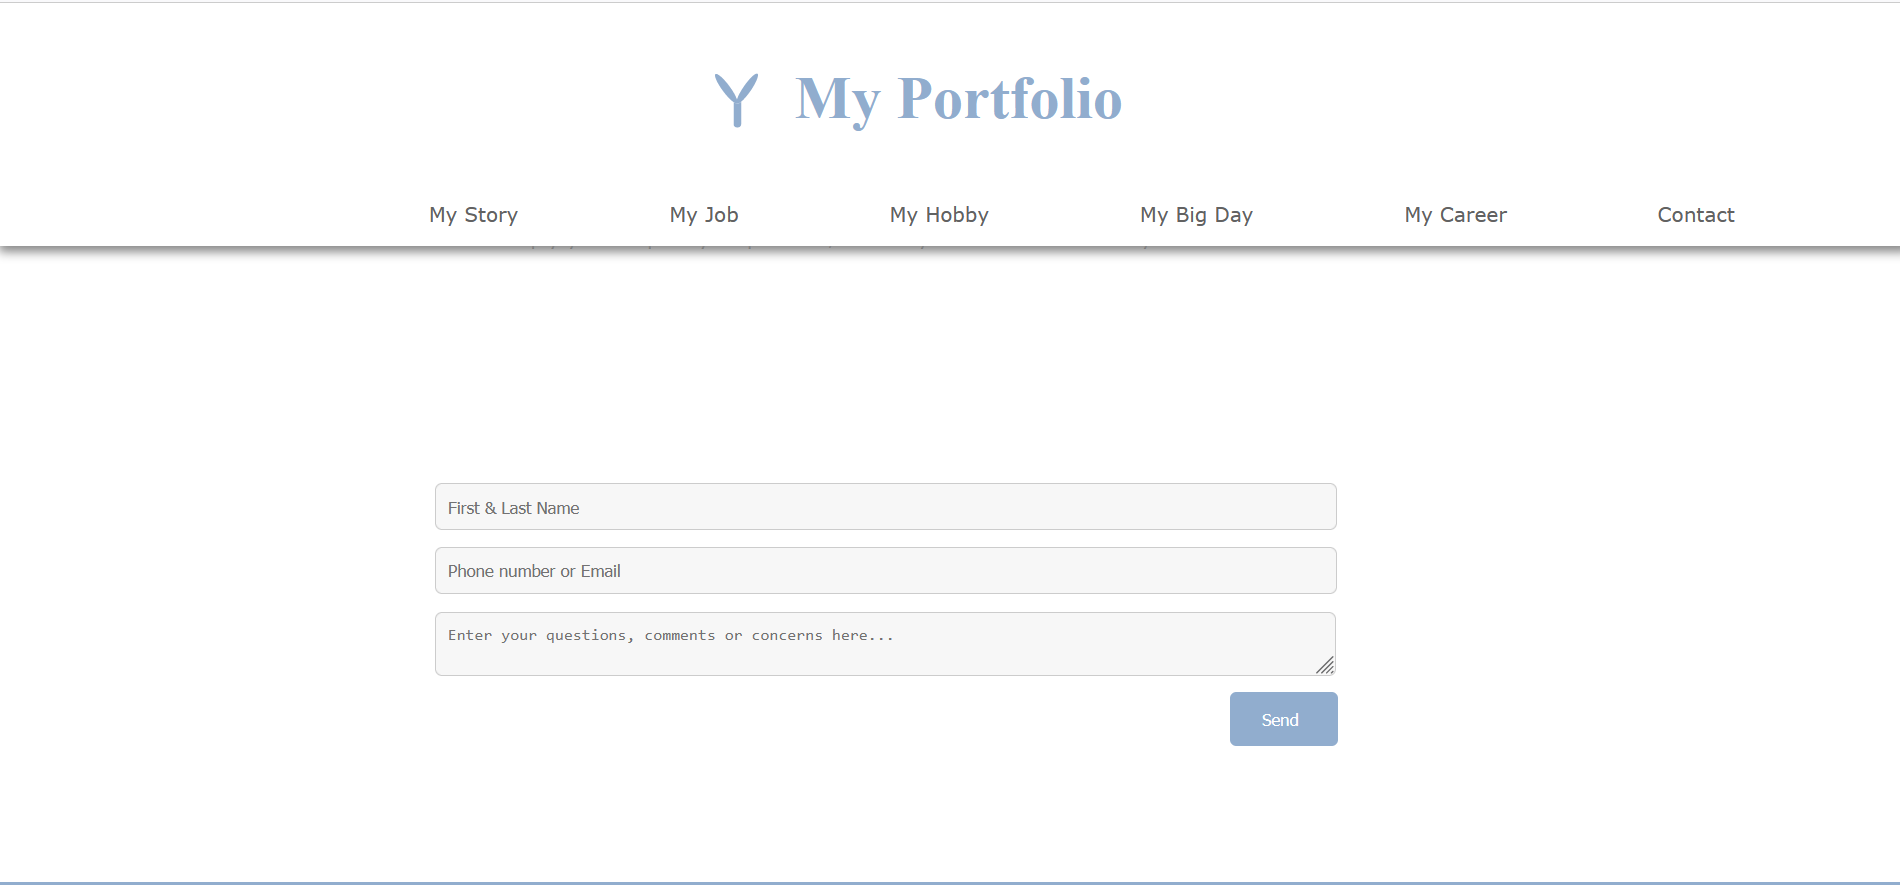 My Portfolio
My Story My Job My Hobby My Big Day My Career Contact
First & Last Name
Phone number or Email
Enter your questions, comments or concerns here...
Send